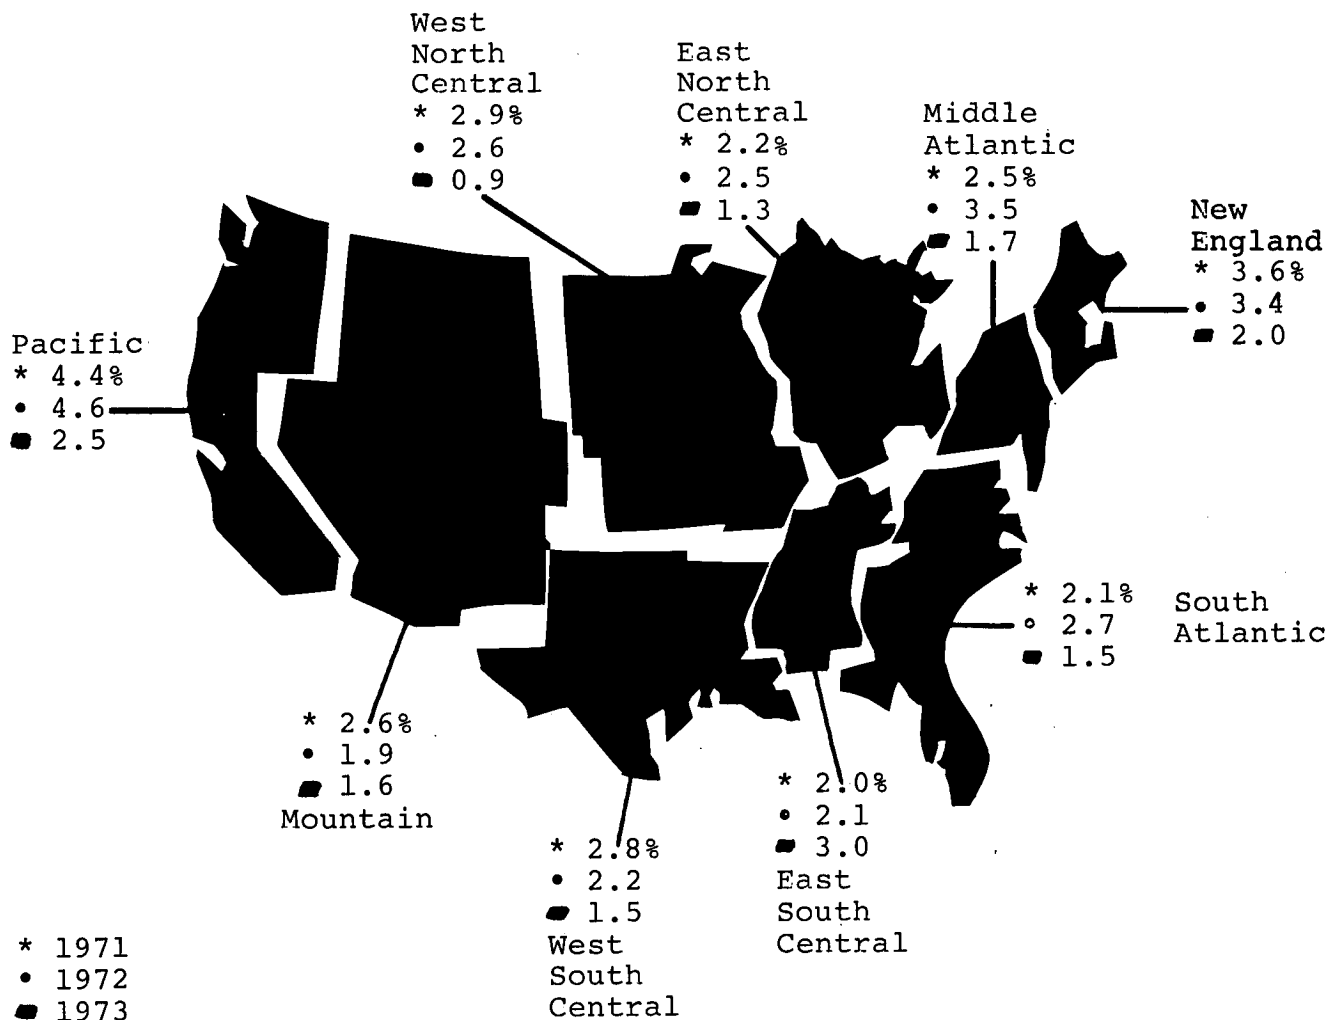 West
North
Central
* 2.9%
• 2.6
■ 0.9
East
North
Central
* 2.2%
• 2.5
■ 1.3
Middle
Atlantic
* 2.5%
• 3.5
■ 1.7
New
England
* 3.6%
• 3.4
■ 2.0
Pacific
* 4.4%
• 4.6
■ 2.5
* 2.1%
• 2.7
■ 1.5
South
Atlantic
* 2.6%
• 1.9
■ 1.6
Mountain
* 2.8%
• 2.2
■ 1.5
West
South
Central
* 2.0%
• 2.1
■ 3.0
East
South
Central
* 1971
• 1972
■ 1973